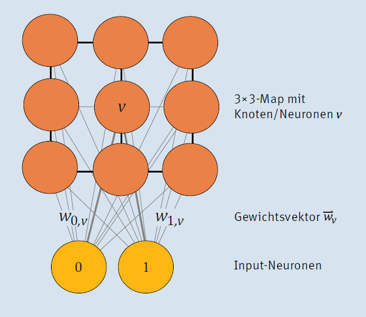 v
3×3-Map mit
Knoten/Neuronen v
w0,v
w1,v
Gewichtsvektor w⃗v
0
1
Input-Neuronen